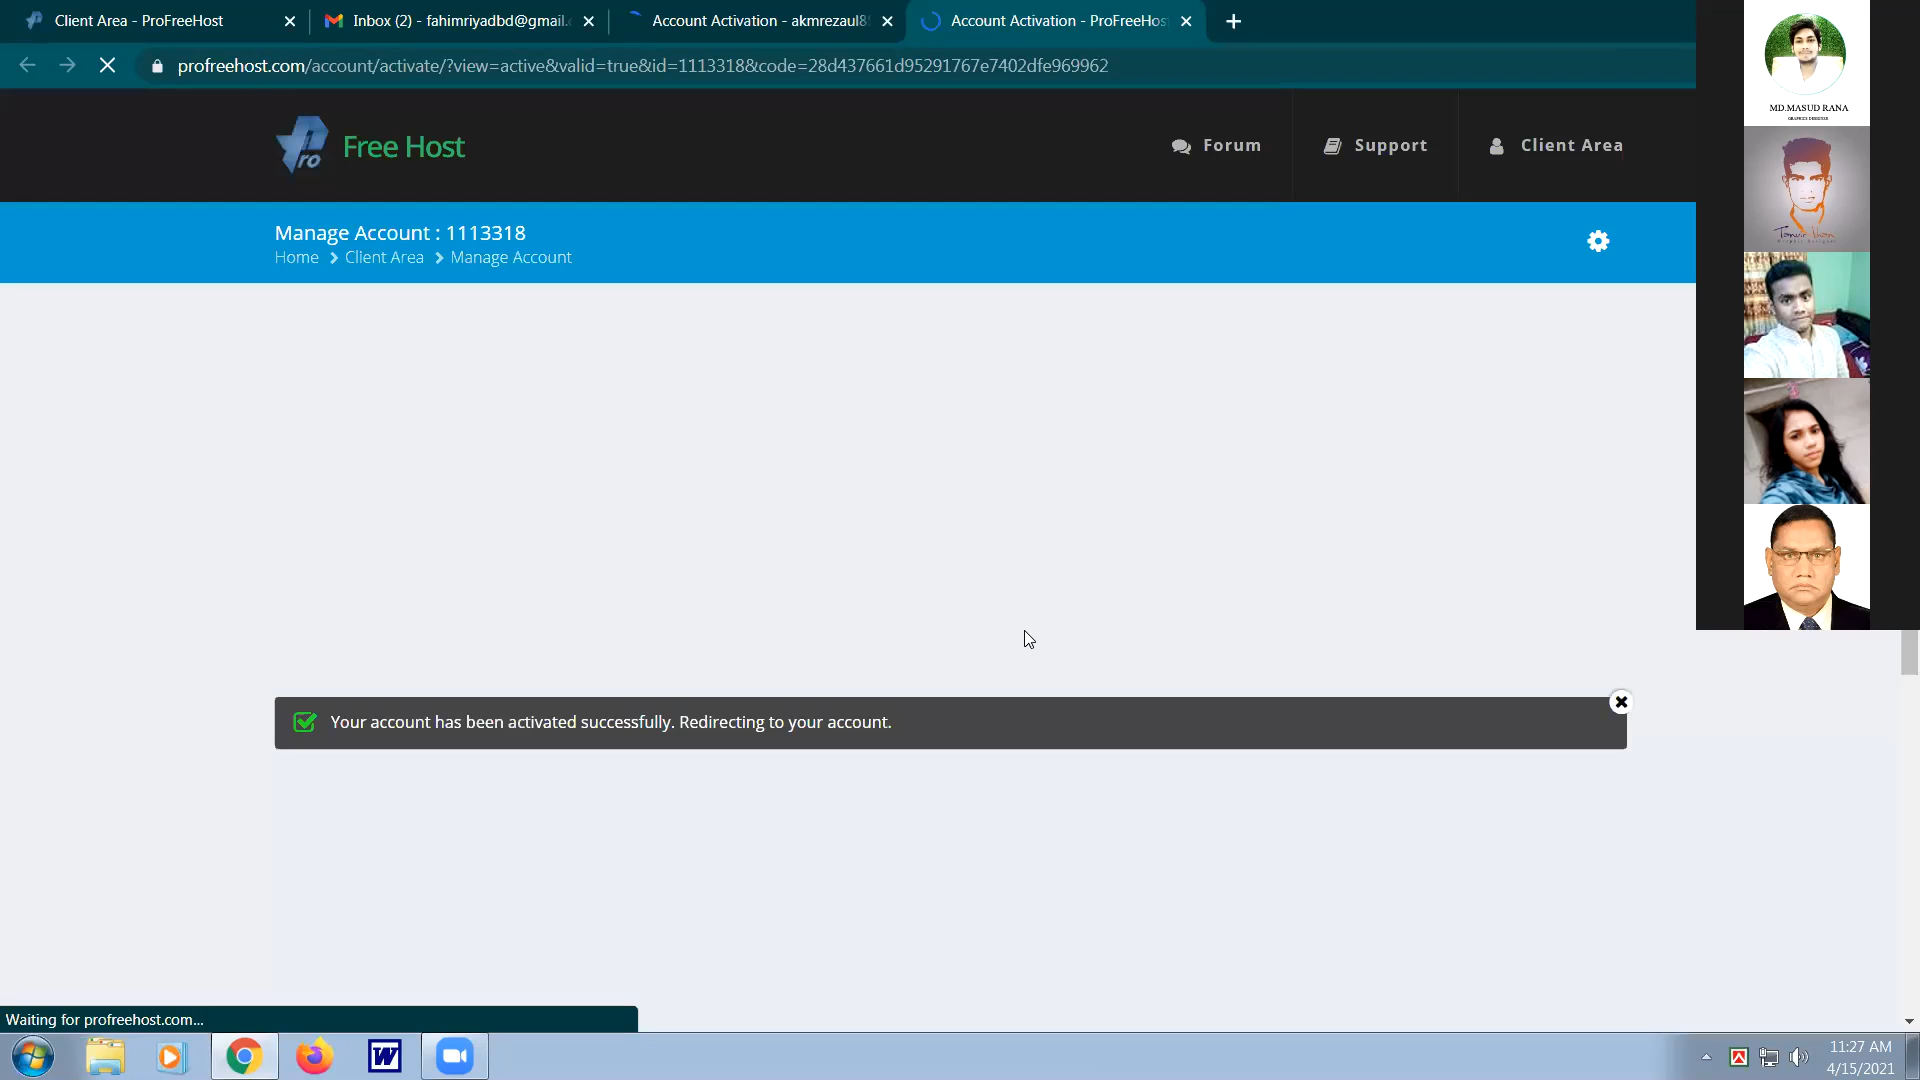 Client Area - ProFreeHost
Inbox (2) - fahimriyadbd@gmail.
Account Activation - akmrezaul8
Account Activation - ProFreeHos
profreehost.com/account/activate/?view=active&valid=true&id=1113318&code=28d437661d95291767e7402dfe969962
Pro Free Host
Forum
Support
Client Area
MD.MASUD RANA
GRAPHICS DESIGNER
Manage Account : 1113318
Home > Client Area > Manage Account
Your account has been activated successfully. Redirecting to your account.
Waiting for profreehost.com...
W
11:27 AM
4/15/2021